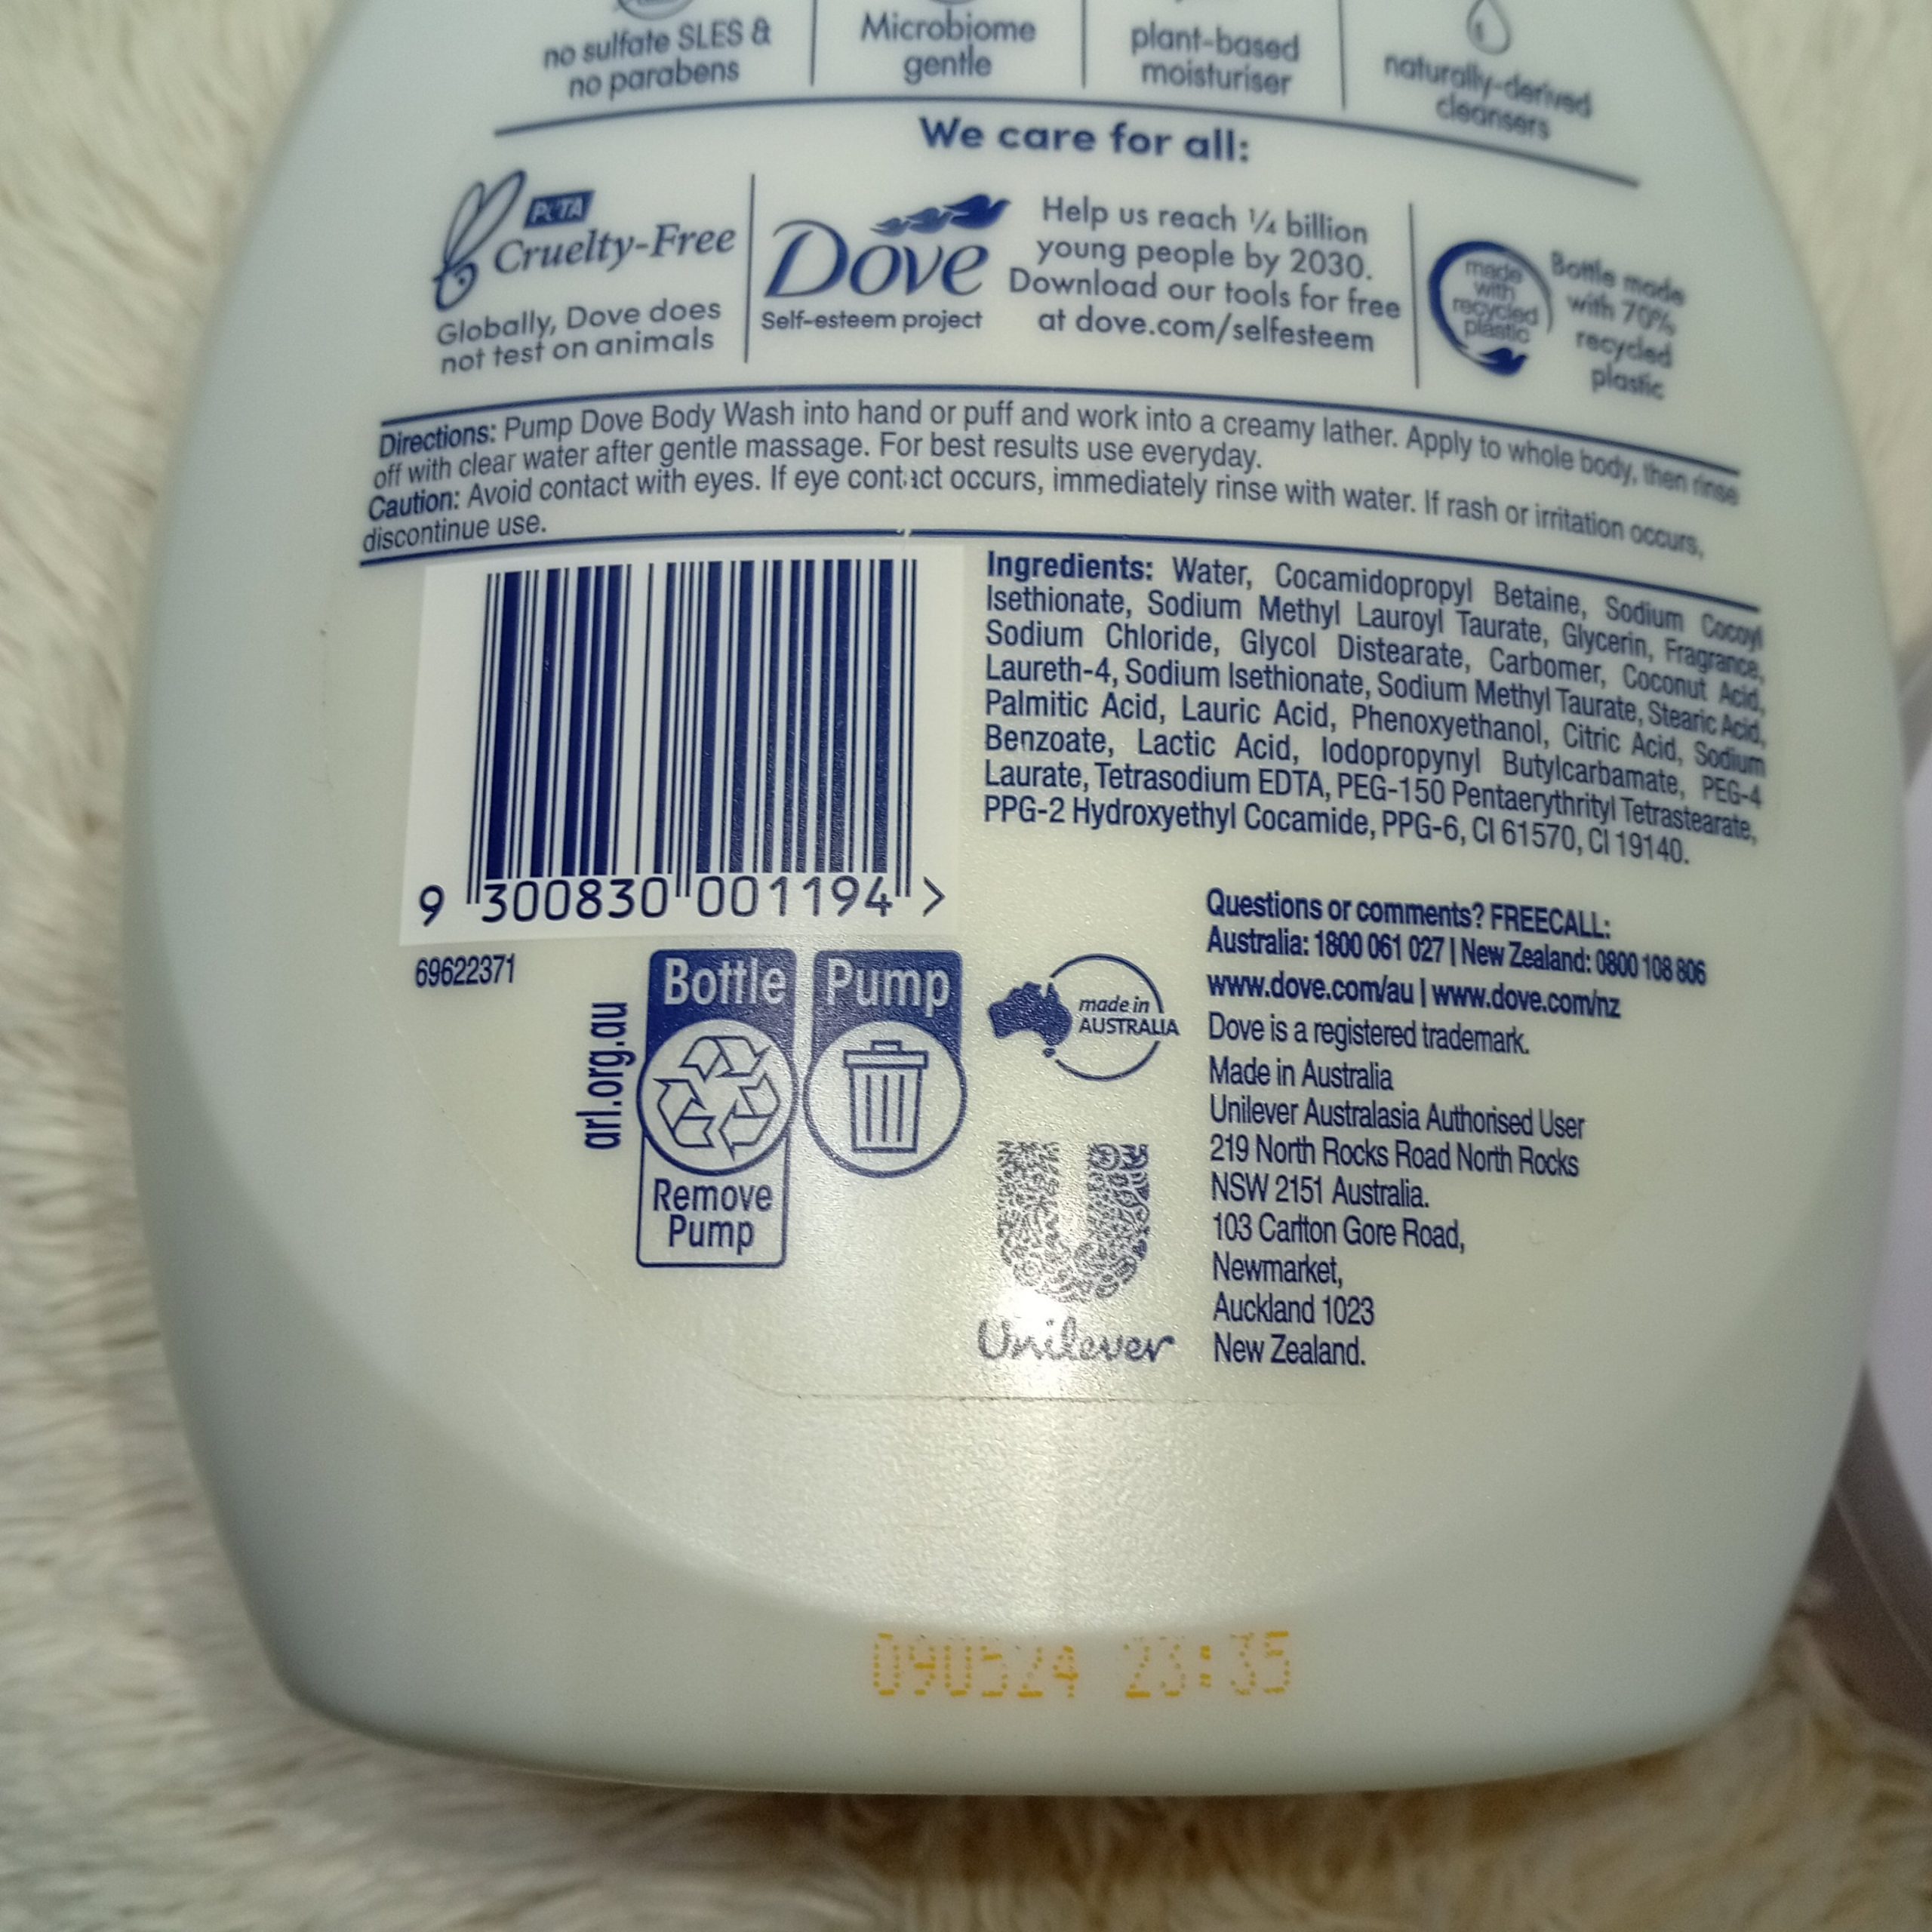 no sulfate SLES &
no parabens
Microbiome
gentle
plant-based
moisturiser
naturally-derived
cleansers
We care for all:
PETA
Cruelty-Free
Globally, Dove does
not test on animals
Dove
Self-esteem project
Help us reach ¼ billion
young people by 2030.
Download our tools for free
at dove.com/selfesteem
made
with
recycled
plastic
Bottle made
with 70%
recycled
plastic
Directions: Pump Dove Body Wash into hand or puff and work into a creamy lather. Apply to whole body, then rinse
off with clear water after gentle massage. For best results use everyday.
Caution: Avoid contact with eyes. If eye contact occurs, immediately rinse with water. If rash or irritation occurs,
discontinue use.
Ingredients: Water, Cocamidopropyl Betaine, Sodium Cocoyl
Isethionate, Sodium Methyl Lauroyl Taurate, Glycerin, Fragrance,
Sodium Chloride, Glycol Distearate, Carbomer, Coconut Acid,
Laureth-4, Sodium Isethionate, Sodium Methyl Taurate, Stearic Acid,
Palmitic Acid, Lauric Acid, Phenoxyethanol, Citric Acid, Sodium
Benzoate, Lactic Acid, Iodopropynyl Butylcarbamate, PEG-4
Laurate, Tetrasodium EDTA, PEG-150 Pentaerythrityl Tetrastearate,
PPG-2 Hydroxyethyl Cocamide, PPG-6, CI 61570, CI 19140.
9 300830 001194 >
69622371
arl.org.au
Bottle
Remove
Pump
Pump
made in
AUSTRALIA
Unilever
Questions or comments? FREECALL:
Australia: 1800 061 027 | New Zealand: 0800 108 806
www.dove.com/au | www.dove.com/nz
Dove is a registered trademark.
Made in Australia
Unilever Australasia Authorised User
219 North Rocks Road North Rocks
NSW 2151 Australia.
103 Carlton Gore Road,
Newmarket,
Auckland 1023
New Zealand.
090524 23:35